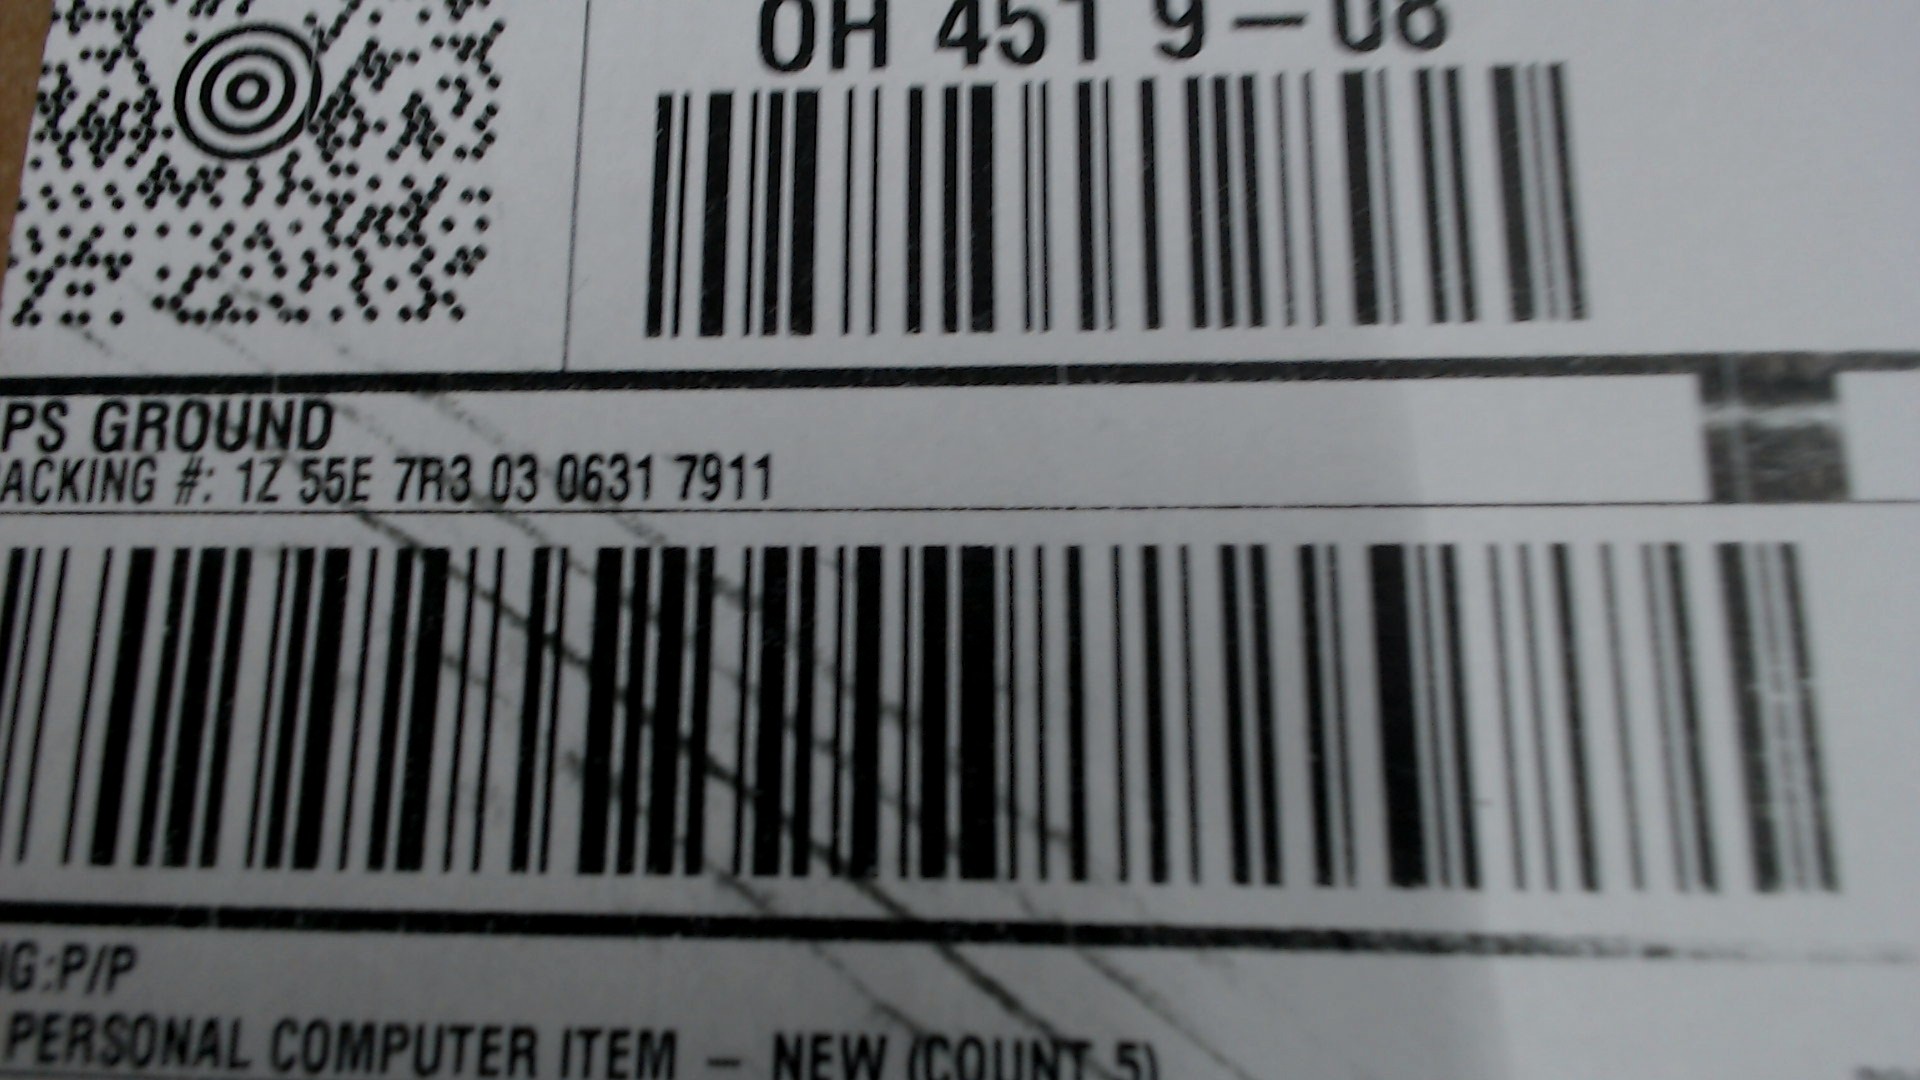 OH 451 9-08
PS GROUND
ACKING #: 1Z 55E 7R3 03 0631 7911
G:P/P
PERSONAL COMPUTER ITEM - NEW (COUNT 5)